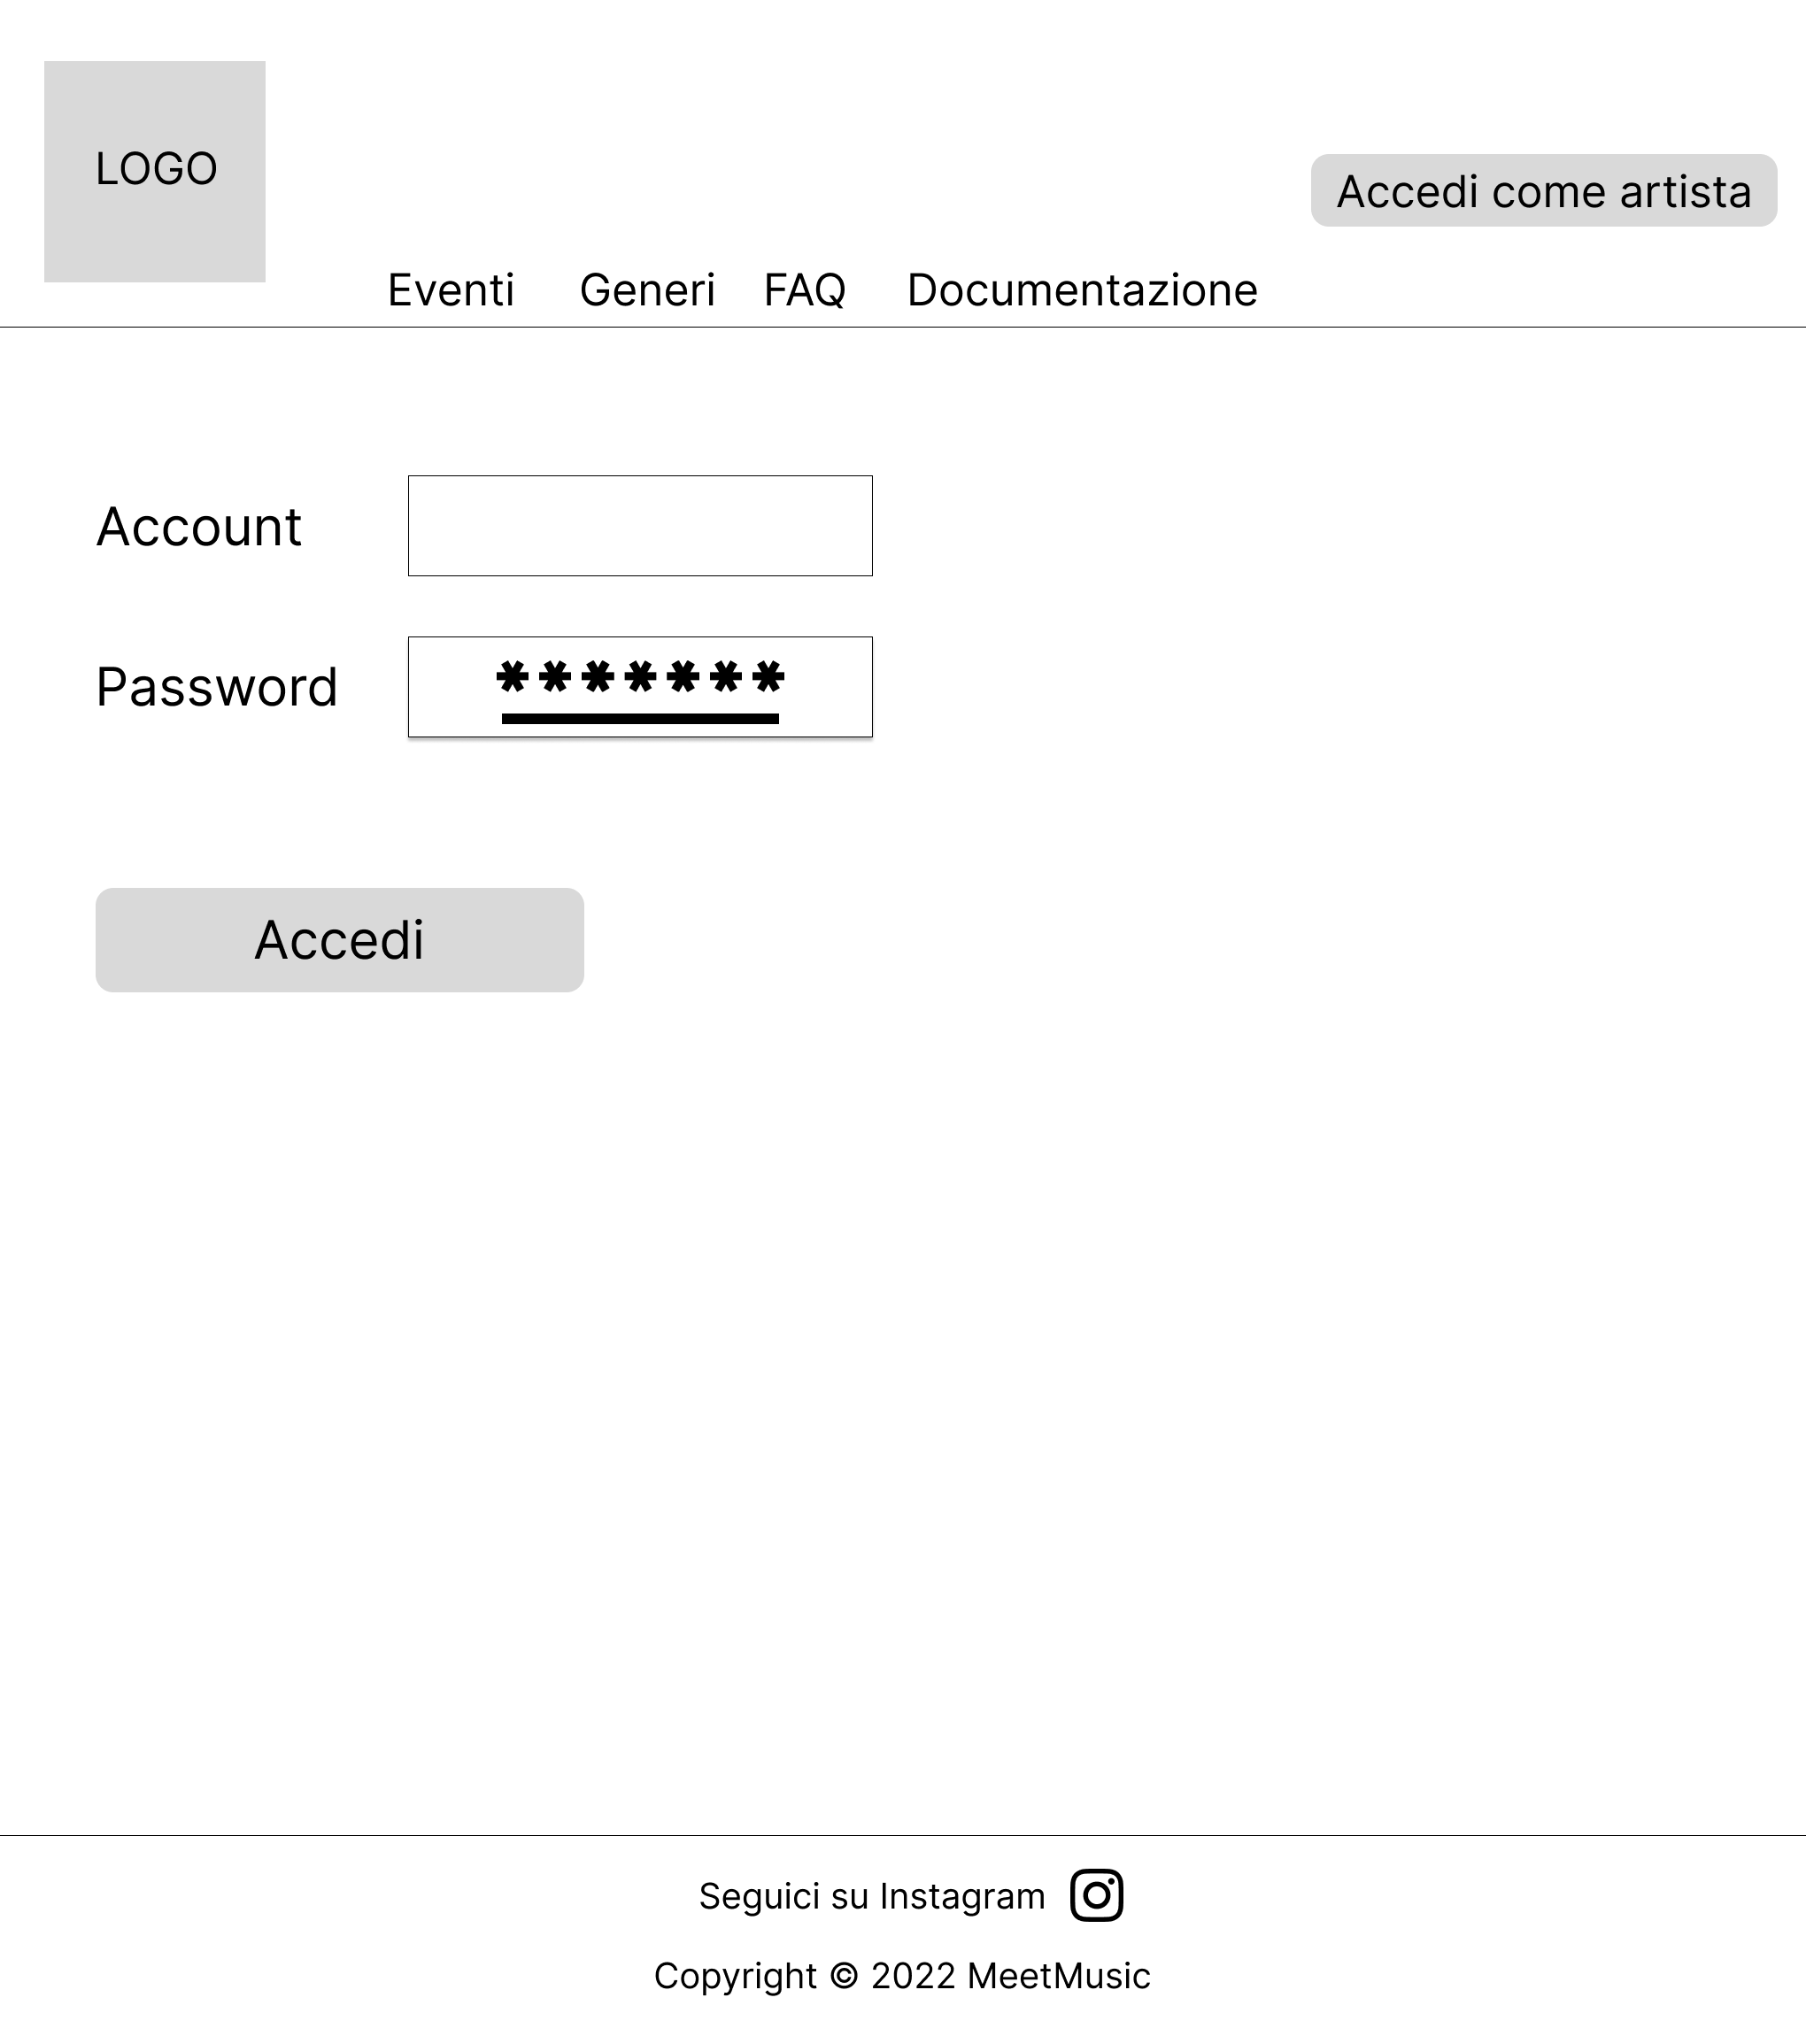 LOGO
Accedi come artista
Eventi Generi FAQ Documentazione
Account
Password *******
Accedi
Seguici su Instagram
Copyright © 2022 MeetMusic